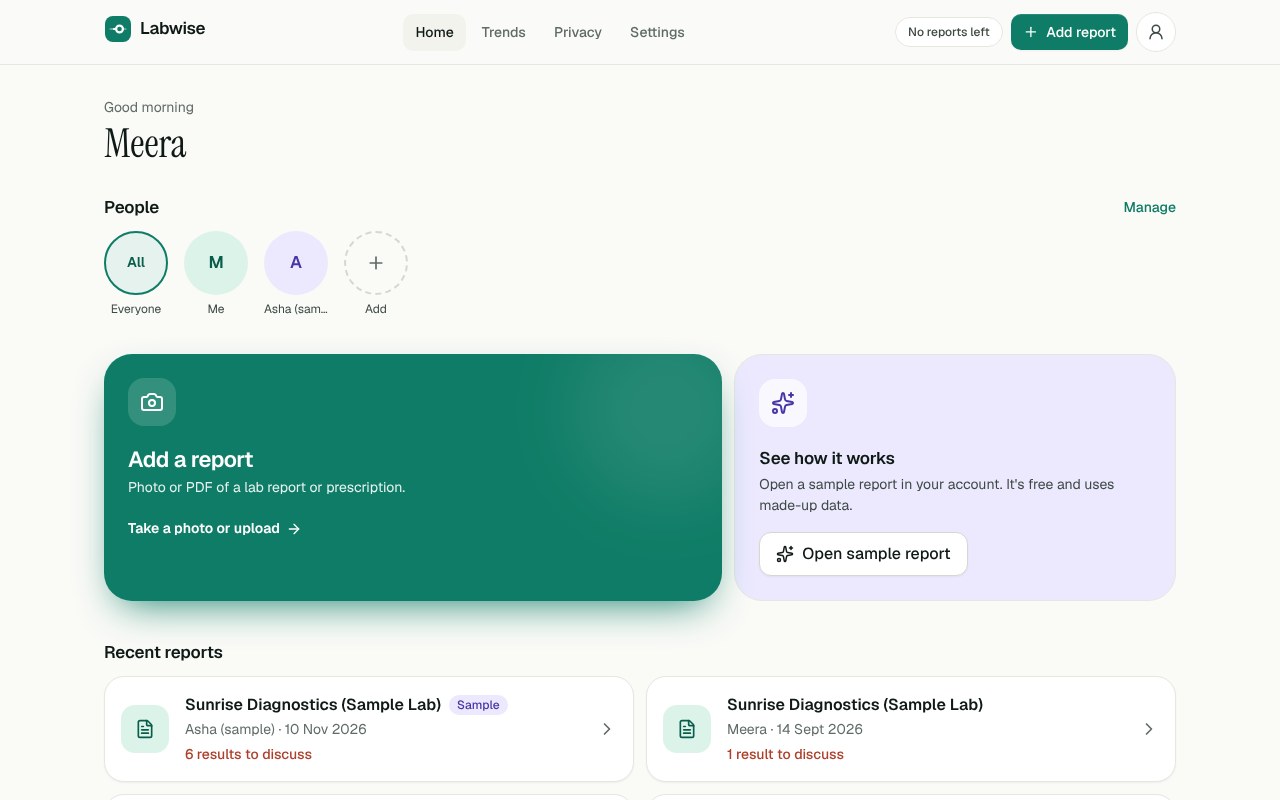 Labwise
Home
Trends
Privacy
Settings
No reports left
Add report
Good morning
Meera
People
Manage
All
M
A
Everyone
Me
Asha (sam...
Add
Add a report
Photo or PDF of a lab report or prescription.
Take a photo or upload
See how it works
Open a sample report in your account. It's free and uses
made-up data.
Open sample report
Recent reports
Sunrise Diagnostics (Sample Lab)
Sample
Asha (sample) · 10 Nov 2026
6 results to discuss
Sunrise Diagnostics (Sample Lab)
Meera · 14 Sept 2026
1 result to discuss